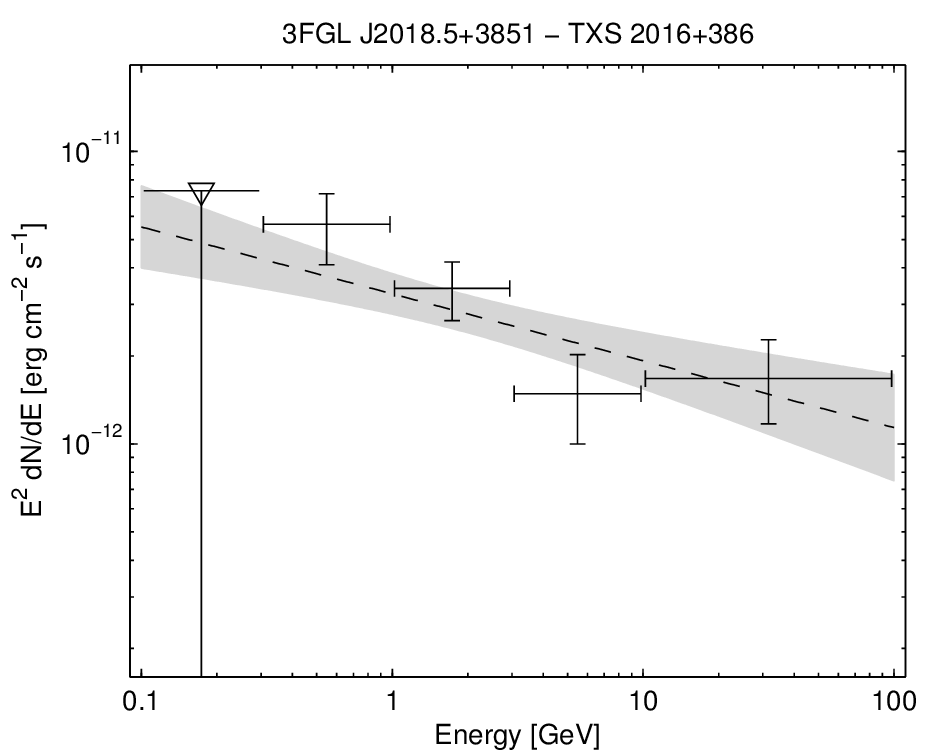 3FGL J2018.5+3851 − TXS 2016+386
10⁻¹¹
10⁻¹²
E² dN/dE [erg cm⁻² s⁻¹]
0.1 1 10 100
Energy [GeV]